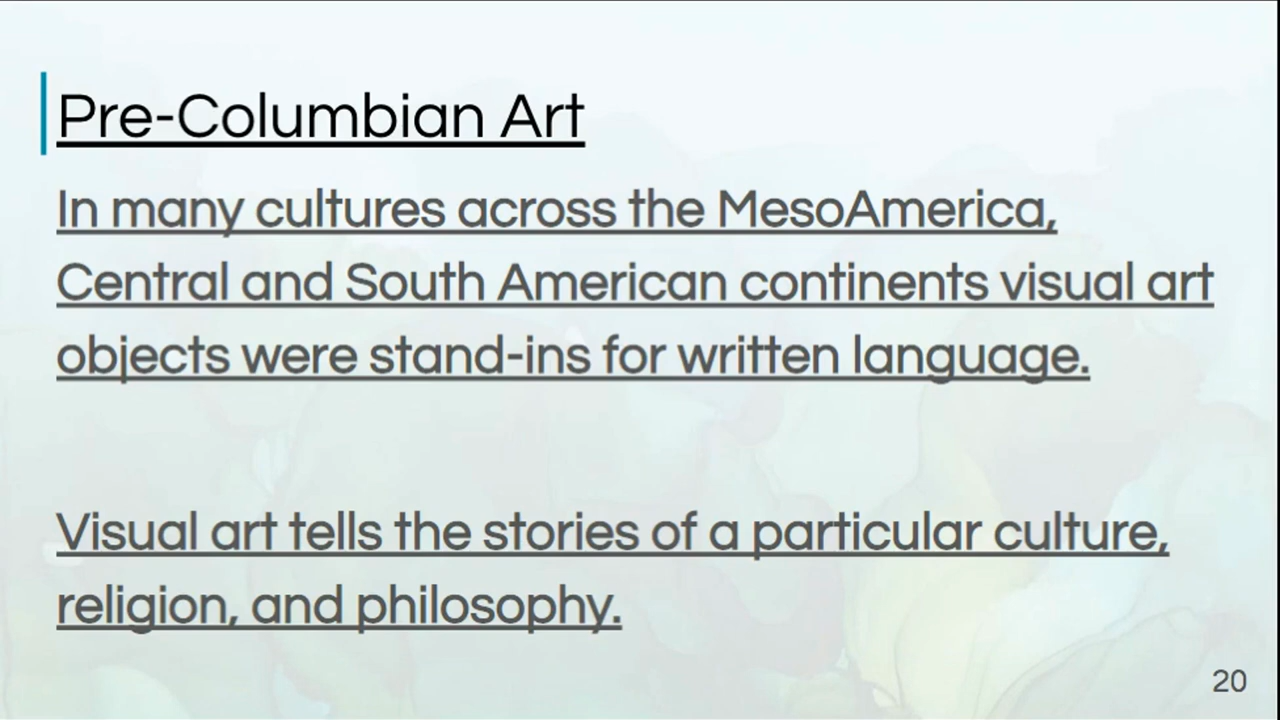 Pre-Columbian Art
In many cultures across the MesoAmerica,
Central and South American continents visual art
objects were stand-ins for written language.
Visual art tells the stories of a particular culture,
religion, and philosophy.
20